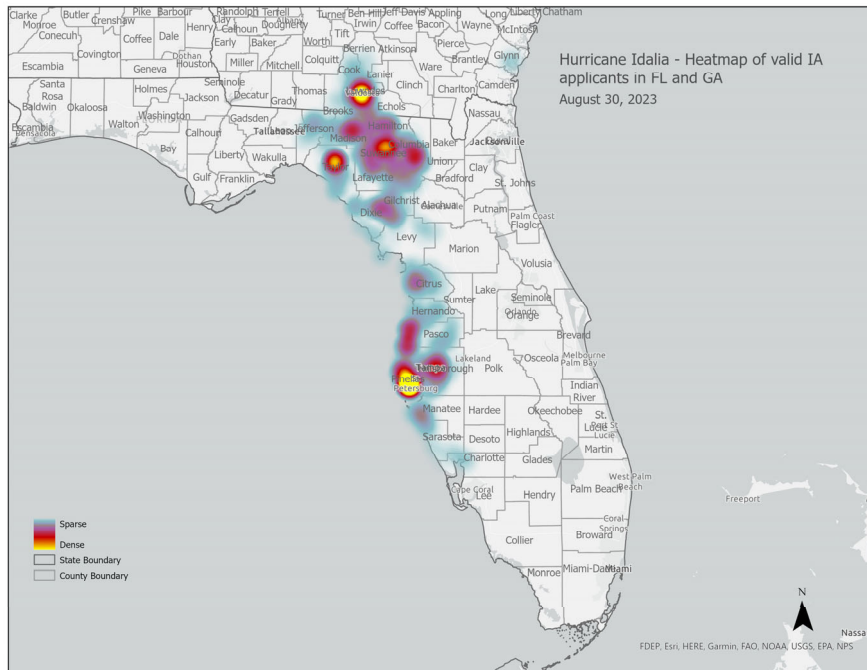 Hurricane Idalia - Heatmap of valid IA
applicants in FL and GA
August 30, 2023
Clarke
Butler
Crenshaw
Pike
Barbour
Randolph
Terrell
Turner
Ben Hill
Jeff Davis
Appling
Long
Liberty
Chatham
Monroe
Conecuh
Coffee
Dale
Henry
Clay
Calhoun
Albany
Dougherty
Irwin
Coffee
Bacon
Wayne
McIntosh
Tift
Covington
Dothan
Houston
Early
Baker
Worth
Berrien
Atkinson
Pierce
Brantley
Glynn
Escambia
Geneva
Miller
Mitchell
Colquitt
Cook
Lanier
Ware
Santa
Rosa
Holmes
Jackson
Seminole
Decatur
Grady
Thomas
Brooks
Echols
Clinch
Charlton
Camden
Baldwin
Okaloosa
Walton
Washington
Gadsden
Nassau
Escambia
Pensacola
Calhoun
Tallahassee
Jefferson
Madison
Hamilton
Baker
Jacksonville
Bay
Liberty
Wakulla
Union
Clay
Gulf
Franklin
Lafayette
Bradford
St. Johns
Dixie
Gilchrist
Alachua
Gainesville
Putnam
Palm Coast
Flagler
Levy
Marion
Volusia
Citrus
Lake
Sumter
Seminole
Hernando
Orlando
Orange
Pasco
Brevard
Lakeland
Polk
Osceola
Melbourne
Palm Bay
Petersburg
Indian
River
Manatee
Hardee
Okeechobee
St.
Lucie
Port St
Lucie
Sarasota
Desoto
Highlands
Martin
Charlotte
Glades
Cape Coral
Lee
Hendry
Palm Beach
West Palm
Beach
Freeport
Coral
Springs
Collier
Broward
Monroe
Miami-Dade
Miami
Sparse
Dense
State Boundary
County Boundary
N
Nassa
FDEP, Esri, HERE, Garmin, FAO, NOAA, USGS, EPA, NPS